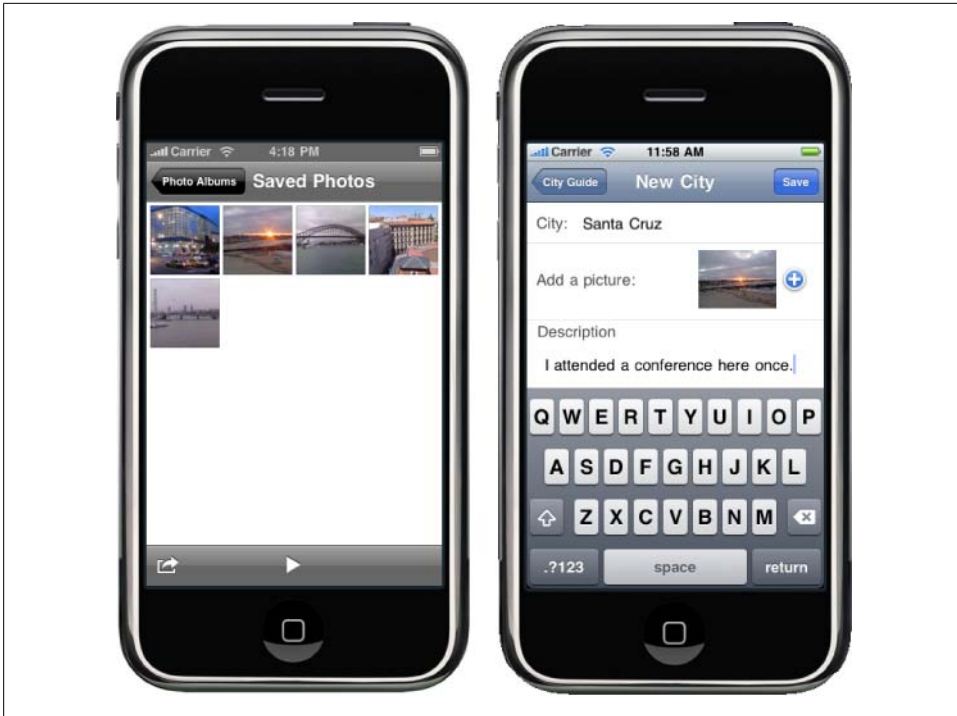 Carrier 4:18 PM
Photo Albums Saved Photos
Carrier 11:58 AM
City Guide New City Save
City: Santa Cruz
Add a picture:
Description
I attended a conference here once.
Q W E R T Y U I O P
A S D F G H J K L
Z X C V B N M
.?123 space return